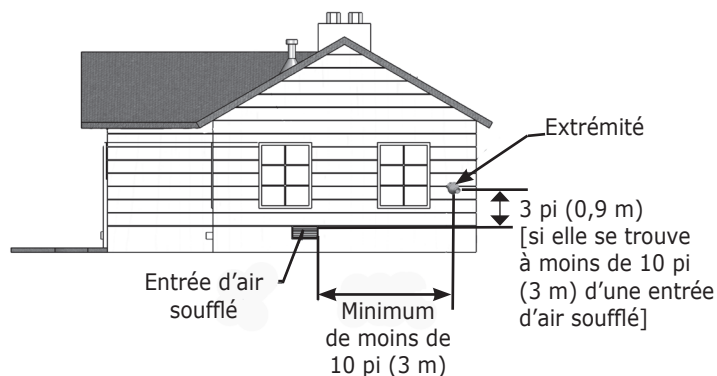 Extrémité
3 pi (0,9 m)
[si elle se trouve
à moins de 10 pi
(3 m) d'une entrée
d'air soufflé]
Entrée d'air
soufflé
Minimum
de moins de
10 pi (3 m)